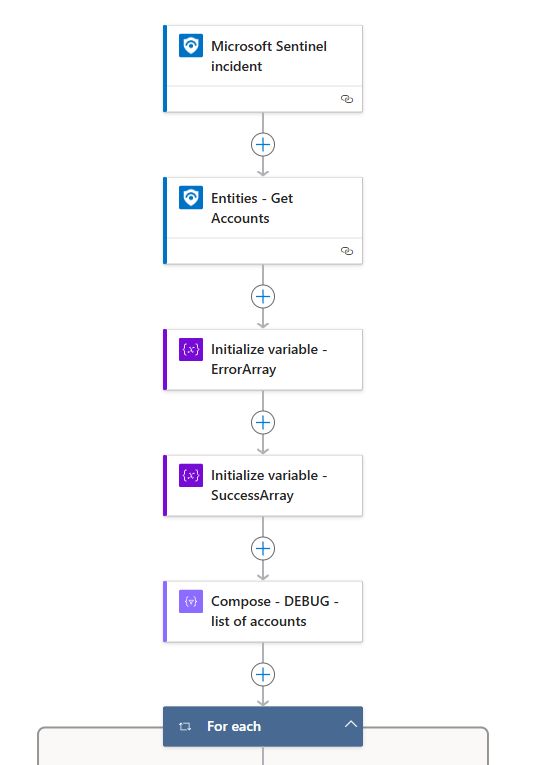 Microsoft Sentinel
incident
Entities - Get
Accounts
{x} Initialize variable -
ErrorArray
{x} Initialize variable -
SuccessArray
{v} Compose - DEBUG -
list of accounts
For each